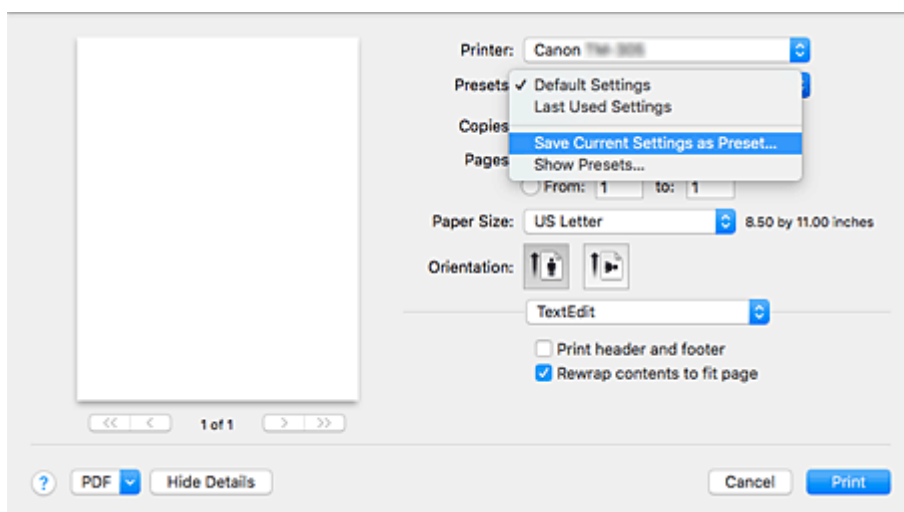 Printer: Canon
Presets ✓ Default Settings
Last Used Settings
Save Current Settings as Preset...
Show Presets...
Copies
Pages
From: 1 to: 1
Paper Size: US Letter 8.50 by 11.00 inches
Orientation:
TextEdit
Print header and footer
Rewrap contents to fit page
<< < 1 of 1 > >>
? PDF Hide Details Cancel Print